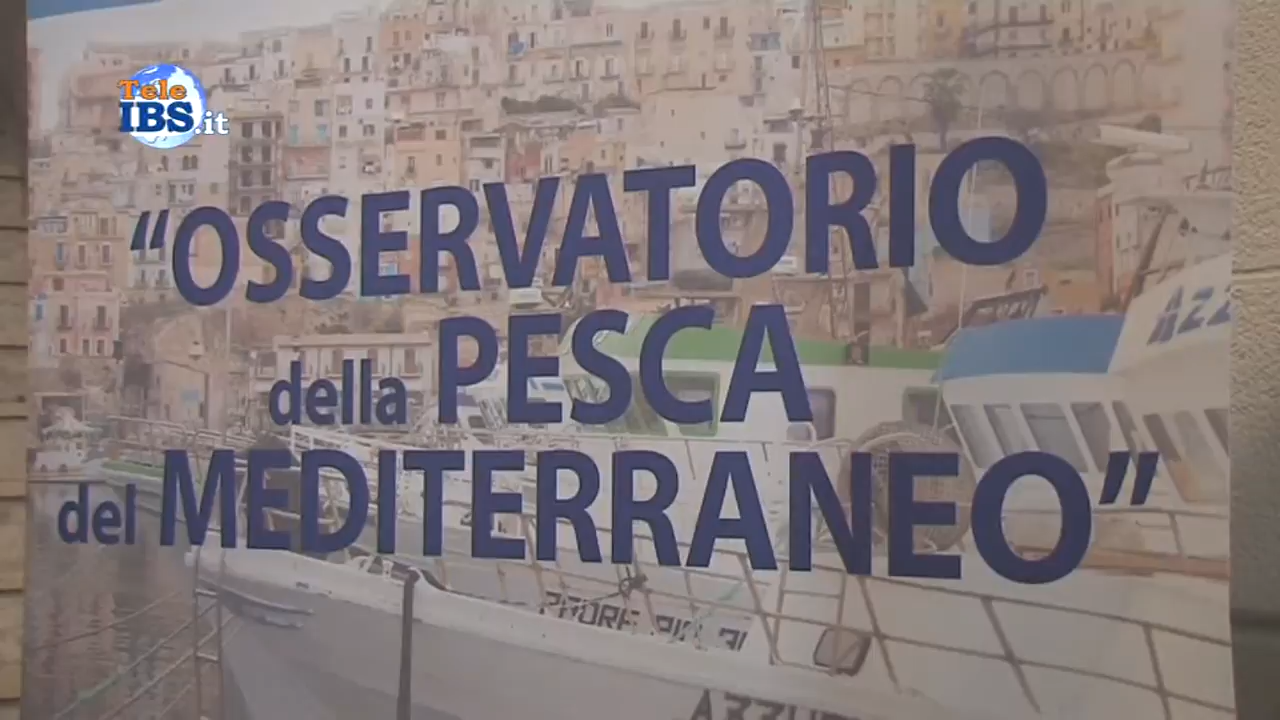 Tele
IBS.it
“OSSERVATORIO
della PESCA
del MEDITERRANEO”